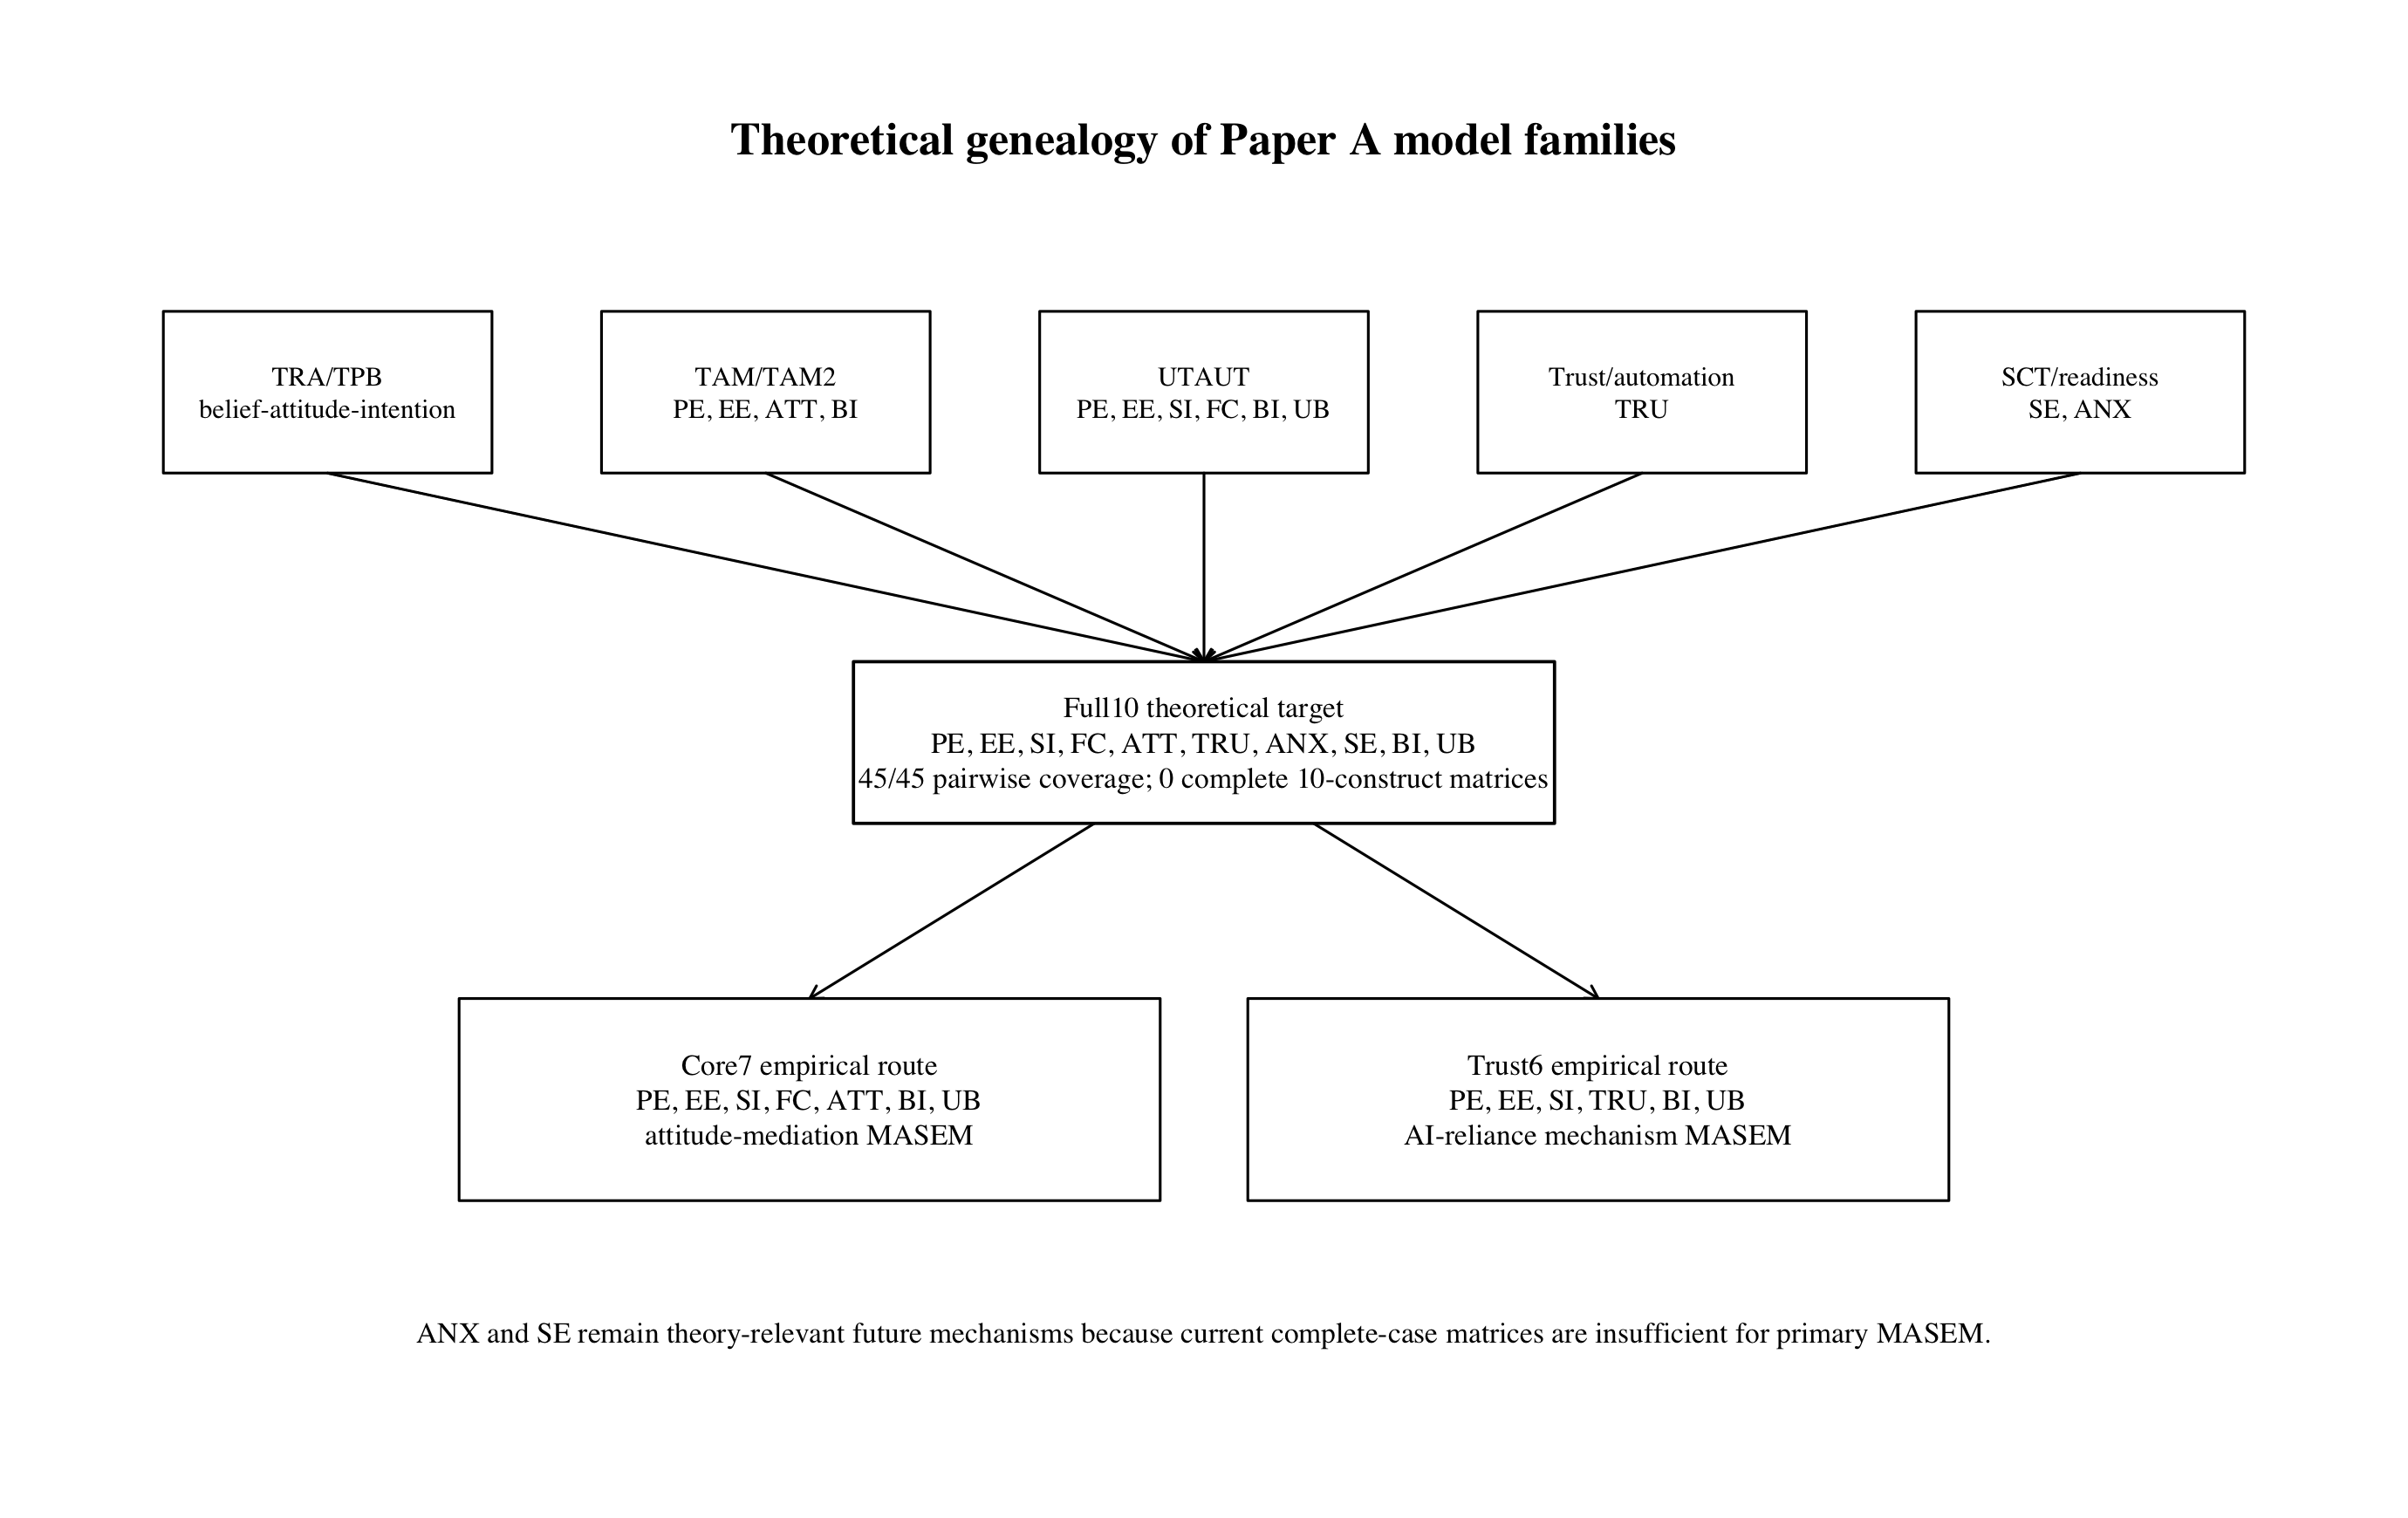 Theoretical genealogy of Paper A model families
TRA/TPB
belief-attitude-intention
TAM/TAM2
PE, EE, ATT, BI
UTAUT
PE, EE, SI, FC, BI, UB
Trust/automation
TRU
SCT/readiness
SE, ANX
Full10 theoretical target
PE, EE, SI, FC, ATT, TRU, ANX, SE, BI, UB
45/45 pairwise coverage; 0 complete 10-construct matrices
Core7 empirical route
PE, EE, SI, FC, ATT, BI, UB
attitude-mediation MASEM
Trust6 empirical route
PE, EE, SI, TRU, BI, UB
AI-reliance mechanism MASEM
ANX and SE remain theory-relevant future mechanisms because current complete-case matrices are insufficient for primary MASEM.